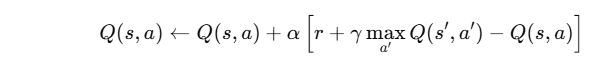 Q(s, a) ← Q(s, a) + α [ r + γ max_{a′} Q(s′, a′) − Q(s, a) ]